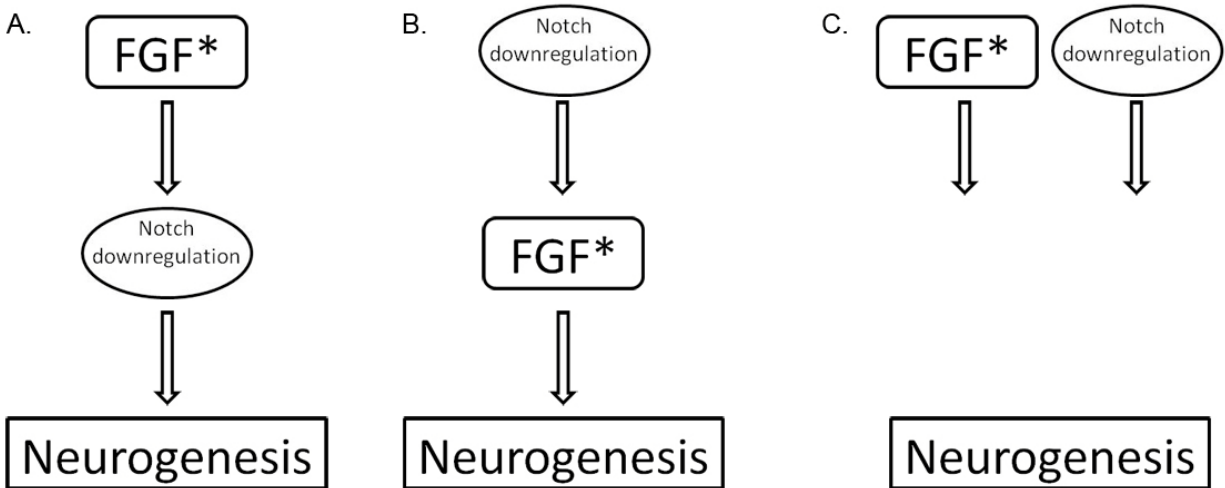 A.
FGF*
Notch
downregulation
Neurogenesis
B.
Notch
downregulation
FGF*
Neurogenesis
C.
FGF*
Notch
downregulation
Neurogenesis